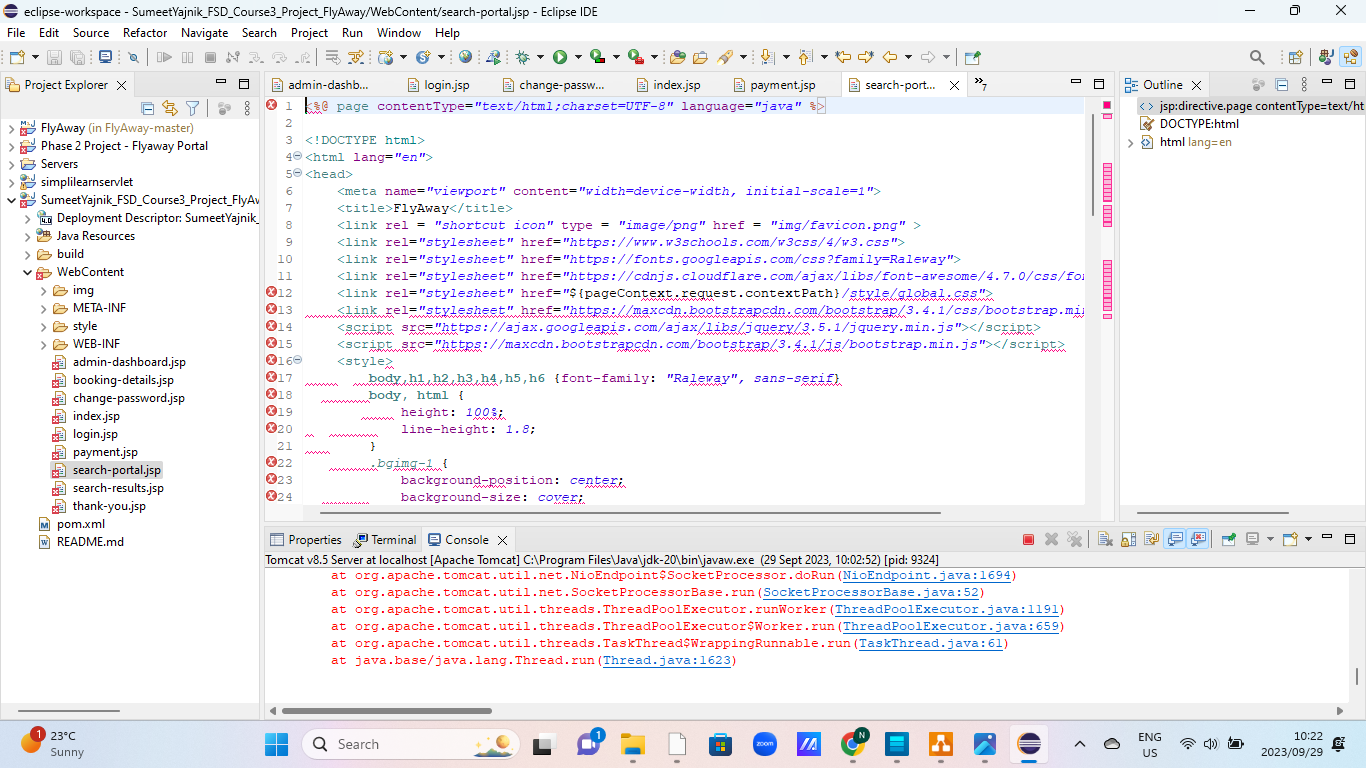 eclipse-workspace - SumeetYajnik_FSD_Course3_Project_FlyAway/WebContent/search-portal.jsp - Eclipse IDE
File Edit Source Refactor Navigate Search Project Run Window Help
Project Explorer
FlyAway (in FlyAway-master)
Phase 2 Project - Flyaway Portal
Servers
simplilearnservlet
SumeetYajnik_FSD_Course3_Project_FlyAw
Deployment Descriptor: SumeetYajnik_
Java Resources
build
WebContent
img
META-INF
style
WEB-INF
admin-dashboard.jsp
booking-details.jsp
change-password.jsp
index.jsp
login.jsp
payment.jsp
search-portal.jsp
search-results.jsp
thank-you.jsp
pom.xml
README.md
admin-dashb... login.jsp change-passw... index.jsp payment.jsp search-port... »7
1 <%@ page contentType="text/html;charset=UTF-8" language="java" %>
2
3 <!DOCTYPE html>
4 <html lang="en">
5 <head>
6 <meta name="viewport" content="width=device-width, initial-scale=1">
7 <title>FlyAway</title>
8 <link rel = "shortcut icon" type = "image/png" href = "img/favicon.png" >
9 <link rel="stylesheet" href="https://www.w3schools.com/w3css/4/w3.css">
10 <link rel="stylesheet" href="https://fonts.googleapis.com/css?family=Raleway">
11 <link rel="stylesheet" href="https://cdnjs.cloudflare.com/ajax/libs/font-awesome/4.7.0/css/fo
12 <link rel="stylesheet" href="${pageContext.request.contextPath}/style/global.css">
13 <link rel="stylesheet" href="https://maxcdn.bootstrapcdn.com/bootstrap/3.4.1/css/bootstrap.mi
14 <script src="https://ajax.googleapis.com/ajax/libs/jquery/3.5.1/jquery.min.js"></script>
15 <script src="https://maxcdn.bootstrapcdn.com/bootstrap/3.4.1/js/bootstrap.min.js"></script>
16 <style>
17 body,h1,h2,h3,h4,h5,h6 {font-family: "Raleway", sans-serif}
18 body, html {
19 height: 100%;
20 line-height: 1.8;
21 }
22 .bgimg-1 {
23 background-position: center;
24 background-size: cover;
Outline
jsp:directive.page contentType=text/ht
DOCTYPE:html
html lang=en
Properties Terminal Console
Tomcat v8.5 Server at localhost [Apache Tomcat] C:\Program Files\Java\jdk-20\bin\javaw.exe (29 Sept 2023, 10:02:52) [pid: 9324]
at org.apache.tomcat.util.net.NioEndpoint$SocketProcessor.doRun(NioEndpoint.java:1694)
at org.apache.tomcat.util.net.SocketProcessorBase.run(SocketProcessorBase.java:52)
at org.apache.tomcat.util.threads.ThreadPoolExecutor.runWorker(ThreadPoolExecutor.java:1191)
at org.apache.tomcat.util.threads.ThreadPoolExecutor$Worker.run(ThreadPoolExecutor.java:659)
at org.apache.tomcat.util.threads.TaskThread$WrappingRunnable.run(TaskThread.java:61)
at java.base/java.lang.Thread.run(Thread.java:1623)
1
23°C
Sunny
Search
1
zoom
N
ENG
US
10:22
2023/09/29